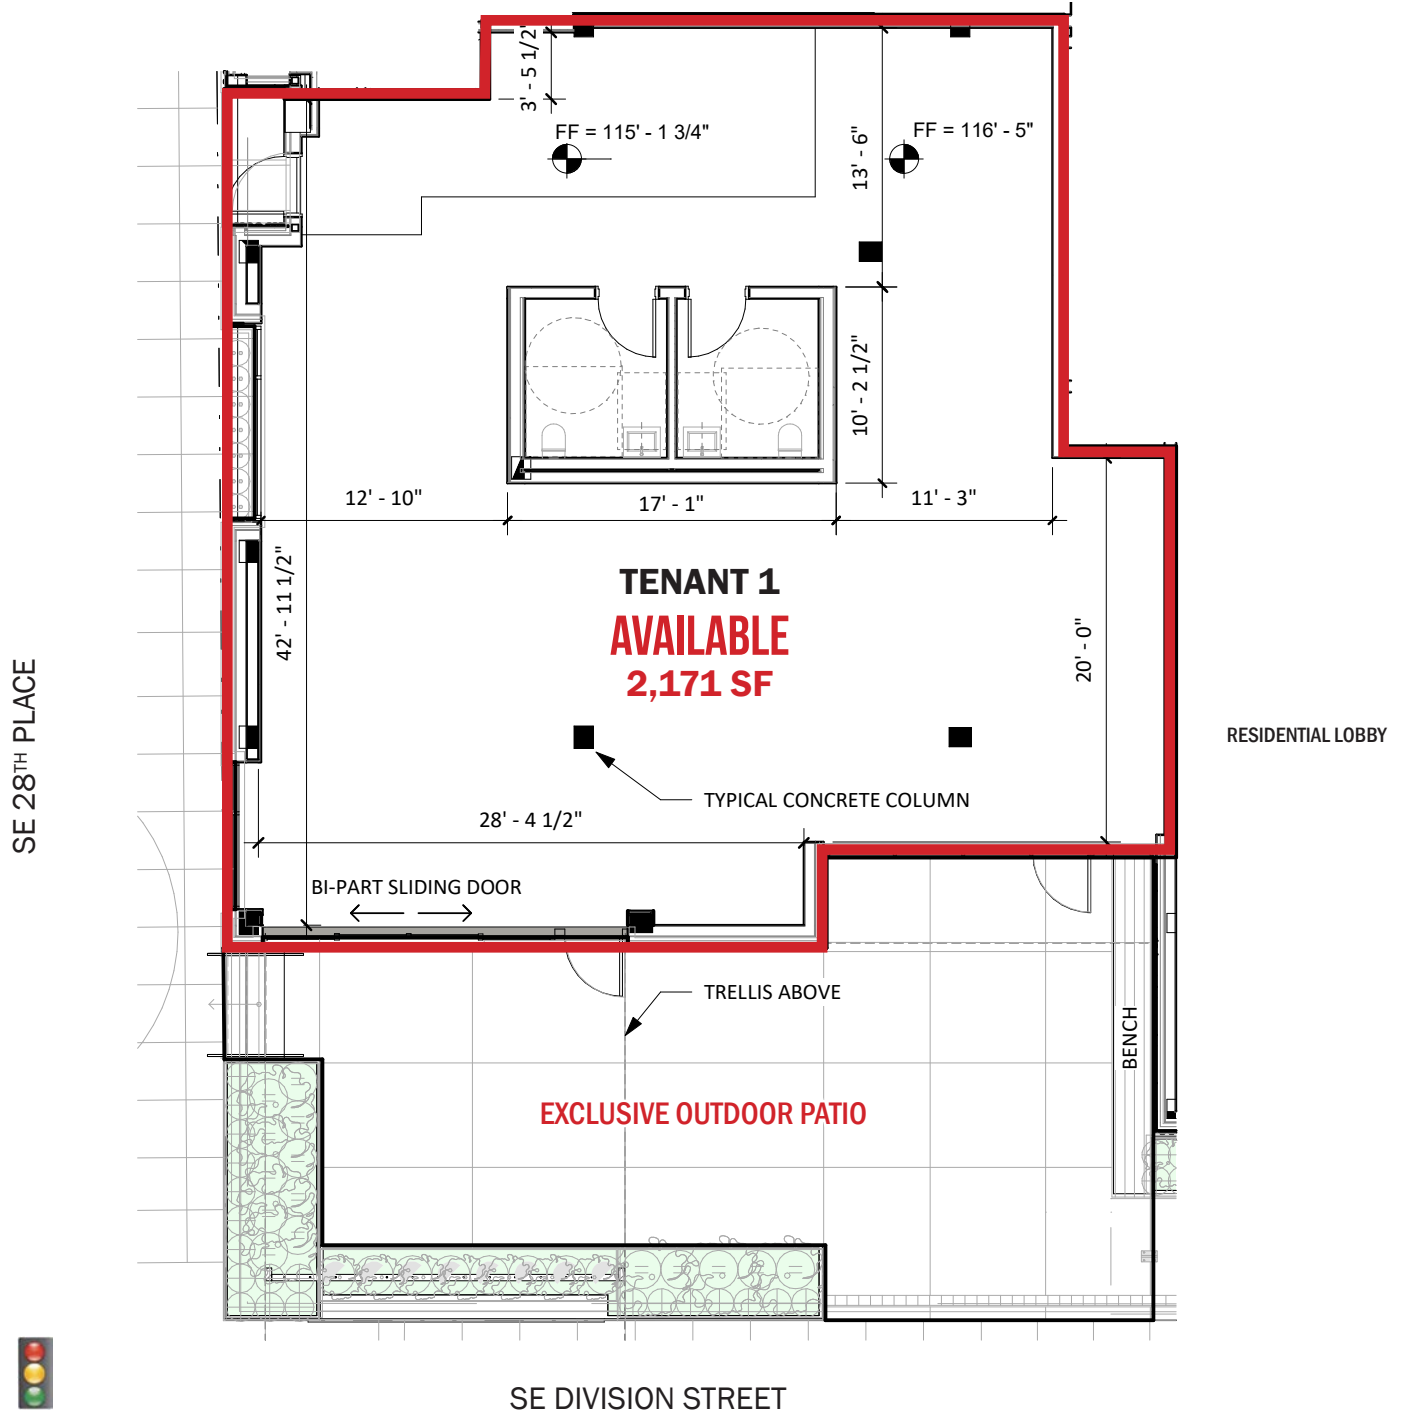 3' - 5 1/2"
FF = 115' - 1 3/4"
FF = 116' - 5"
13' - 6"
10' - 2 1/2"
12' - 10"
17' - 1"
11' - 3"
42' - 11 1/2"
TENANT 1
AVAILABLE
2,171 SF
20' - 0"
SE 28TH PLACE
RESIDENTIAL LOBBY
TYPICAL CONCRETE COLUMN
28' - 4 1/2"
BI-PART SLIDING DOOR
TRELLIS ABOVE
BENCH
EXCLUSIVE OUTDOOR PATIO
SE DIVISION STREET